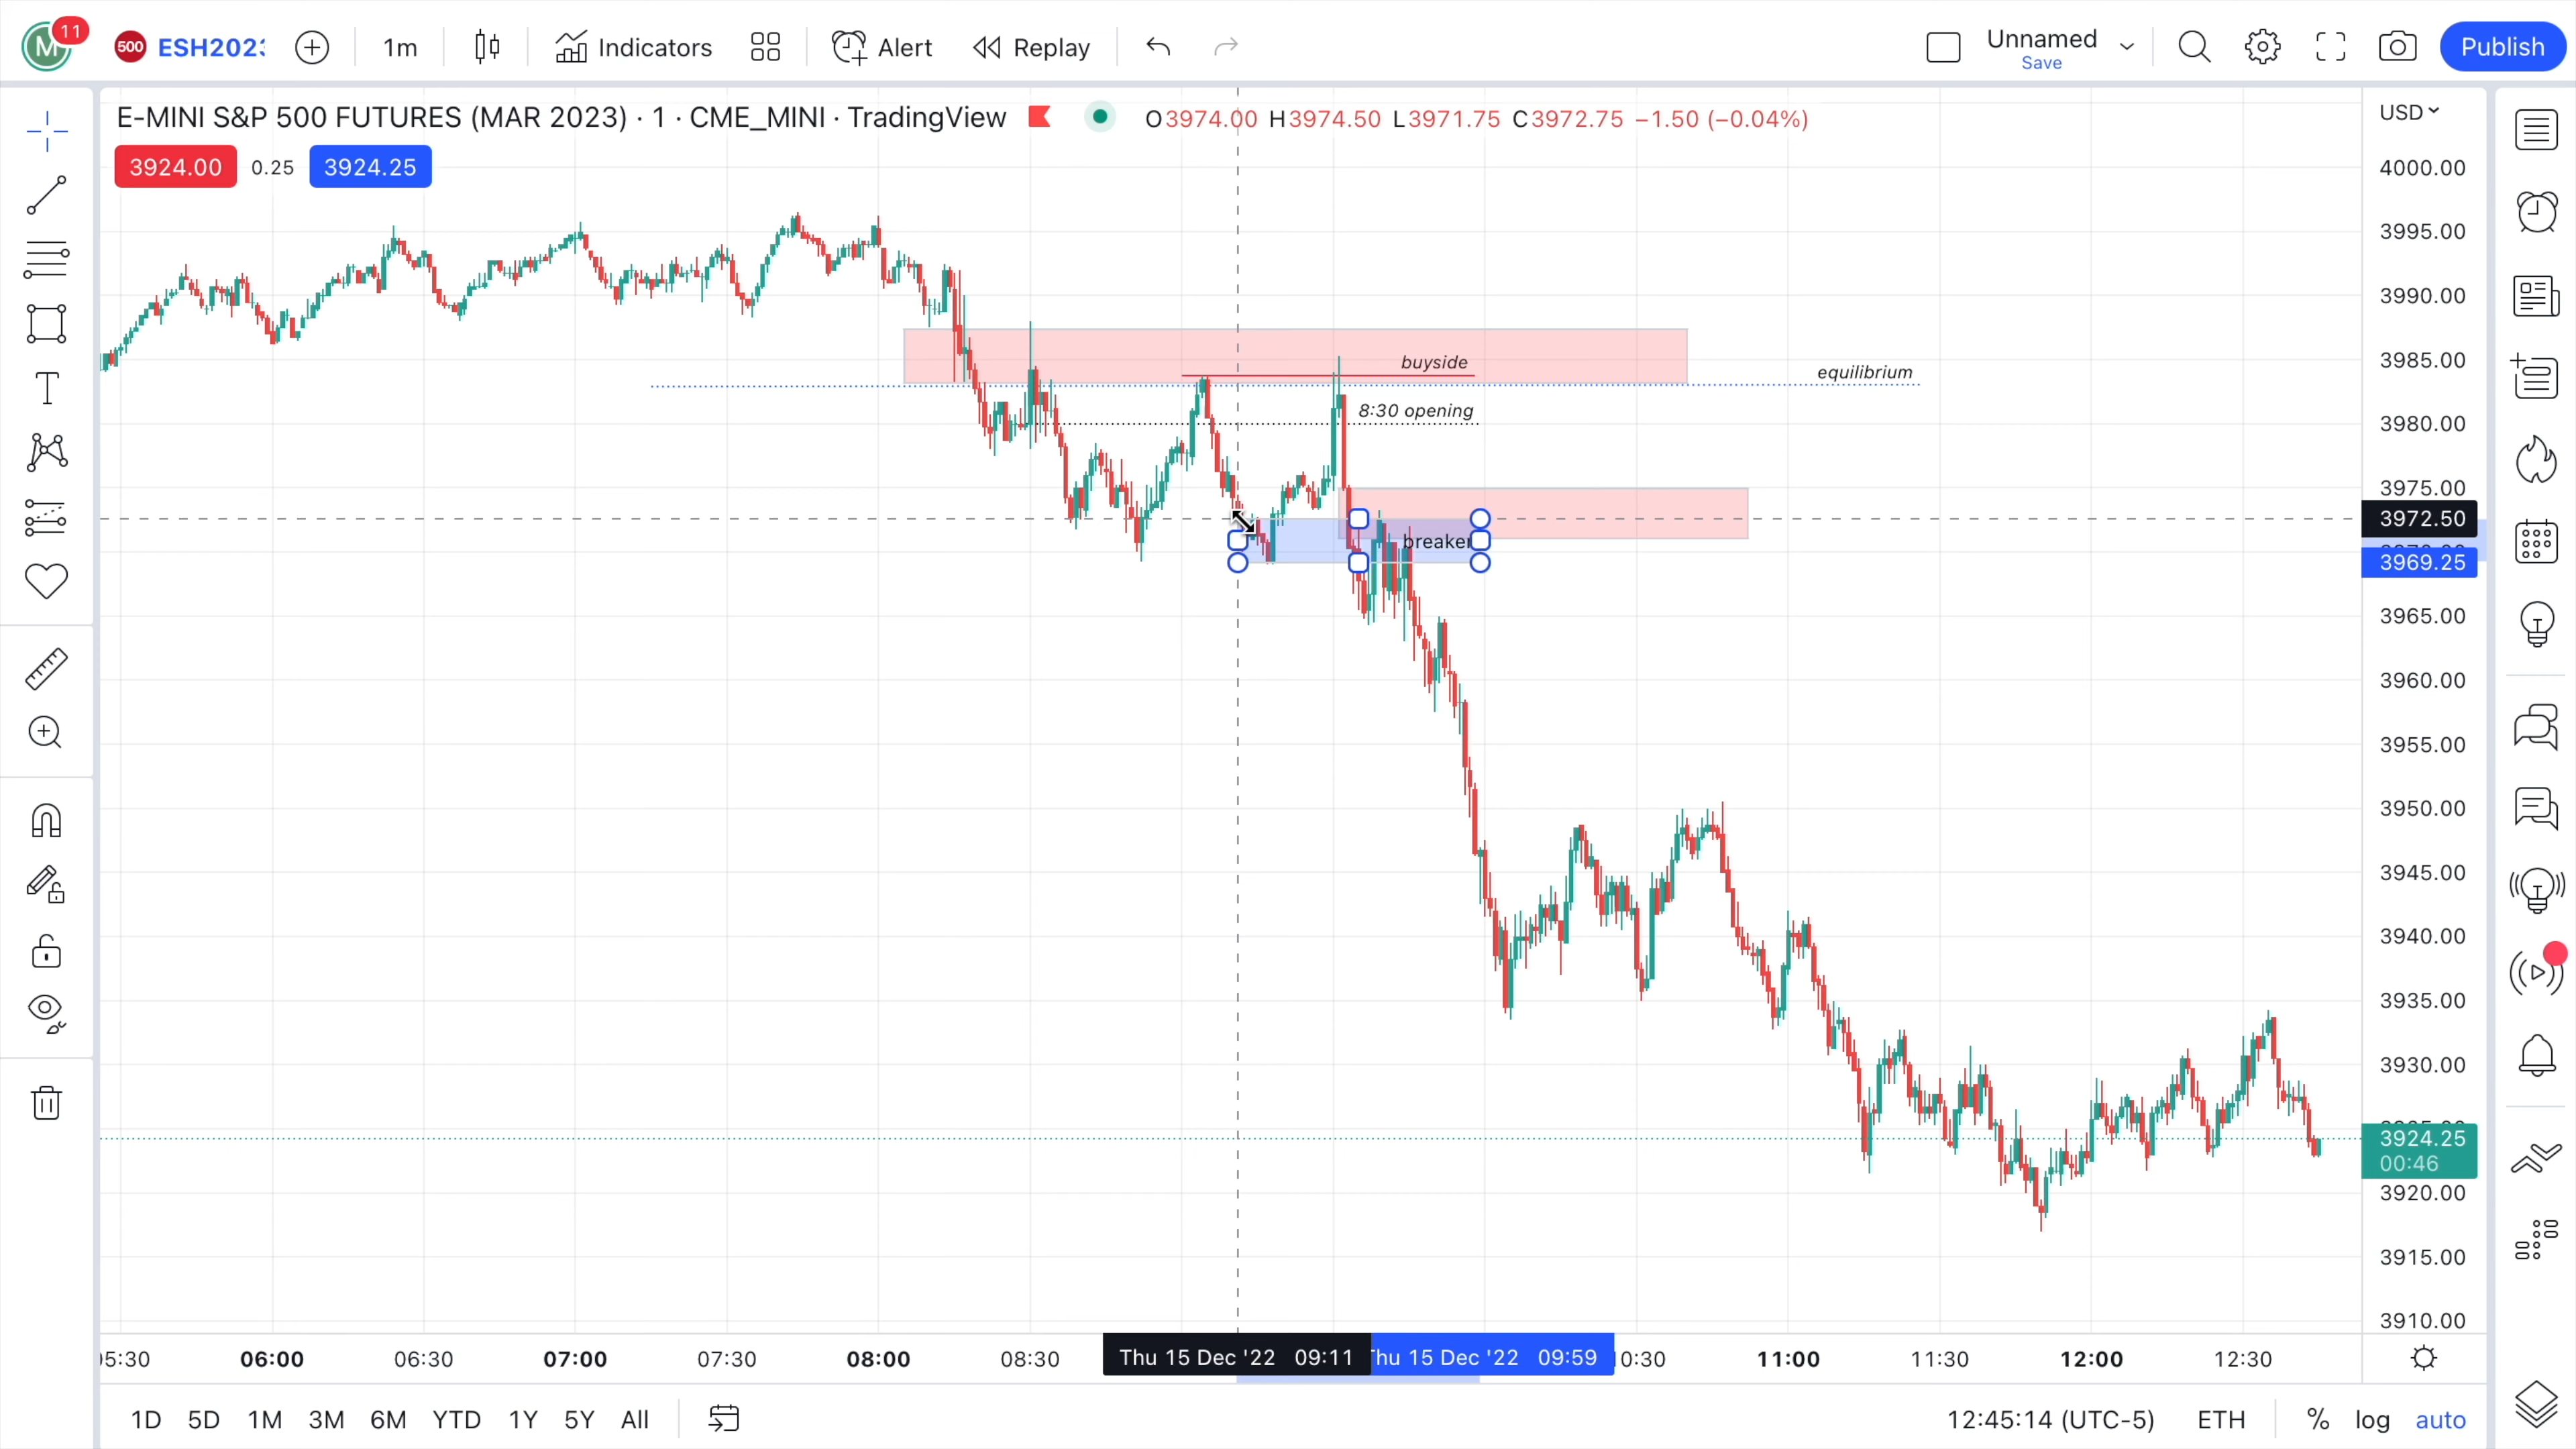 M 11 500 ESH2023 1m Indicators Alert Replay Unnamed Save Publish
E-MINI S&P 500 FUTURES (MAR 2023) · 1 · CME_MINI · TradingView O3974.00 H3974.50 L3971.75 C3972.75 −1.50 (−0.04%)
USD
3924.00 0.25 3924.25
4000.00
3995.00
3990.00
3985.00
buyside
equilibrium
8:30 opening
3980.00
3975.00
3972.50
breaker
3969.25
3965.00
3960.00
3955.00
3950.00
3945.00
3940.00
3935.00
3930.00
3924.25
00:46
3920.00
3915.00
3910.00
06:00 06:30 07:00 07:30 08:00 08:30 Thu 15 Dec '22 09:11 Thu 15 Dec '22 09:59 11:00 11:30 12:00 12:30
1D 5D 1M 3M 6M YTD 1Y 5Y All 12:45:14 (UTC-5) ETH % log auto